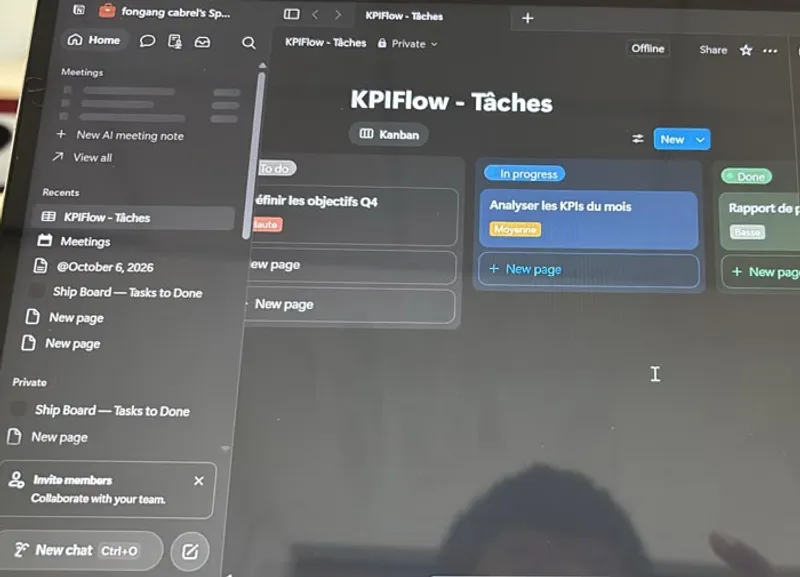 fongang cabrel's Sp...
Home
Meetings
New AI meeting note
View all
Recents
KPIFlow - Tâches
Meetings
@October 6, 2026
Ship Board — Tasks to Done
New page
New page
Private
Ship Board — Tasks to Done
New page
Invite members
Collaborate with your team.
New chat Ctrl+O
KPIFlow - Tâches
KPIFlow - Tâches Private
Offline
Share
KPIFlow - Tâches
Kanban
New
To do
éfinir les objectifs Q4
Haute
ew page
New page
In progress
Analyser les KPIs du mois
Moyenne
+ New page
Done
Rapport de p
Basse
+ New pag